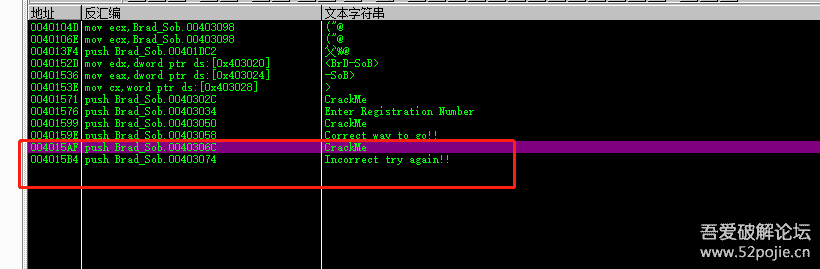 地址 反汇编 文本字符串
0040104D mov ecx,Brad_Sob.00403098 ("@
0040106E mov ecx,Brad_Sob.00403098 ("@
004013F4 push Brad_Sob.00401DC2 父%@
0040152D mov edx,dword ptr ds:[0x403020] <BrD-SoB>
00401536 mov eax,dword ptr ds:[0x403024] -SoB>
0040153E mov cx,word ptr ds:[0x403028] >
00401571 push Brad_Sob.0040302C CrackMe
00401576 push Brad_Sob.00403034 Enter Registration Number
00401599 push Brad_Sob.00403050 CrackMe
0040159E push Brad_Sob.00403058 Correct way to go!!
004015AF push Brad_Sob.0040306C CrackMe
004015B4 push Brad_Sob.00403074 Incorrect try again!!
吾爱破解论坛
www.52pojie.cn